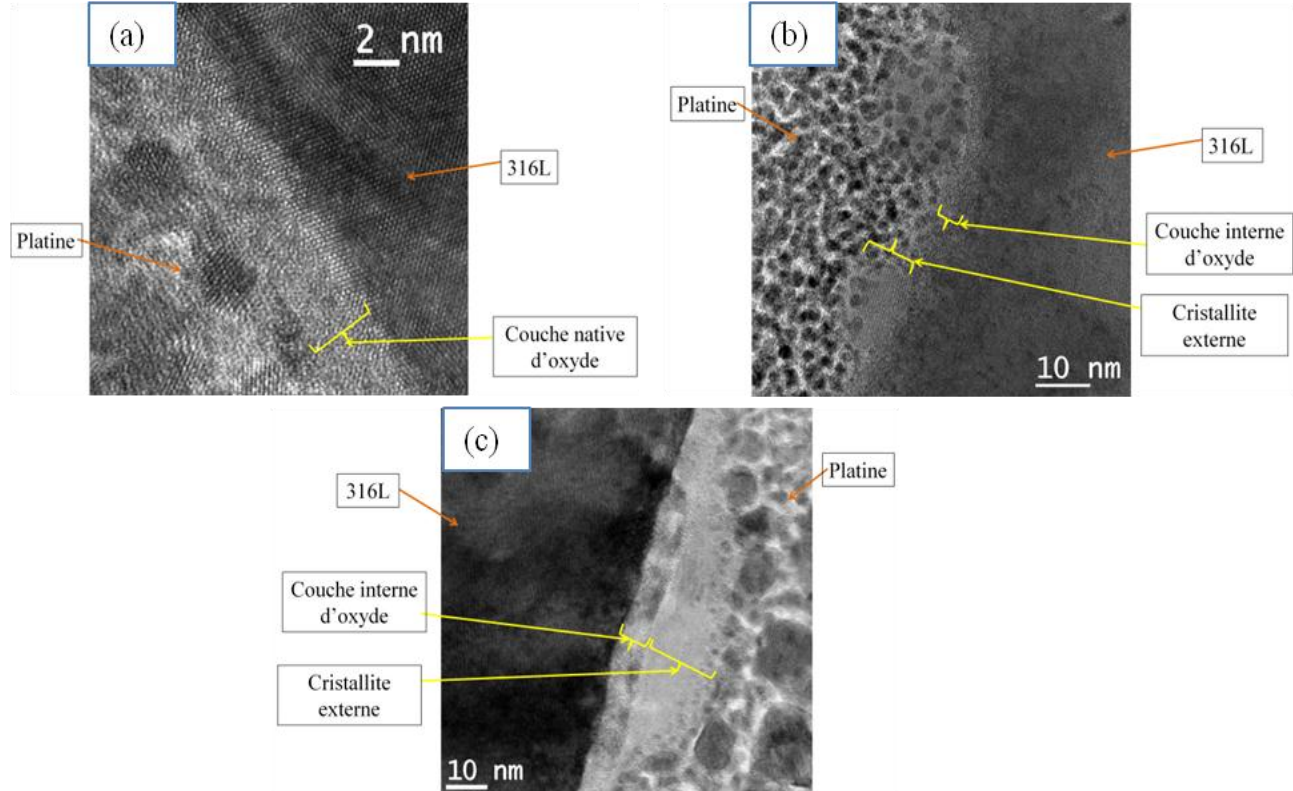 (a)
2 nm
316L
Platine
Couche native
d'oxyde
(b)
Platine
316L
Couche interne
d'oxyde
Cristallite
externe
10 nm
(c)
316L
Platine
Couche interne
d'oxyde
Cristallite
externe
10 nm